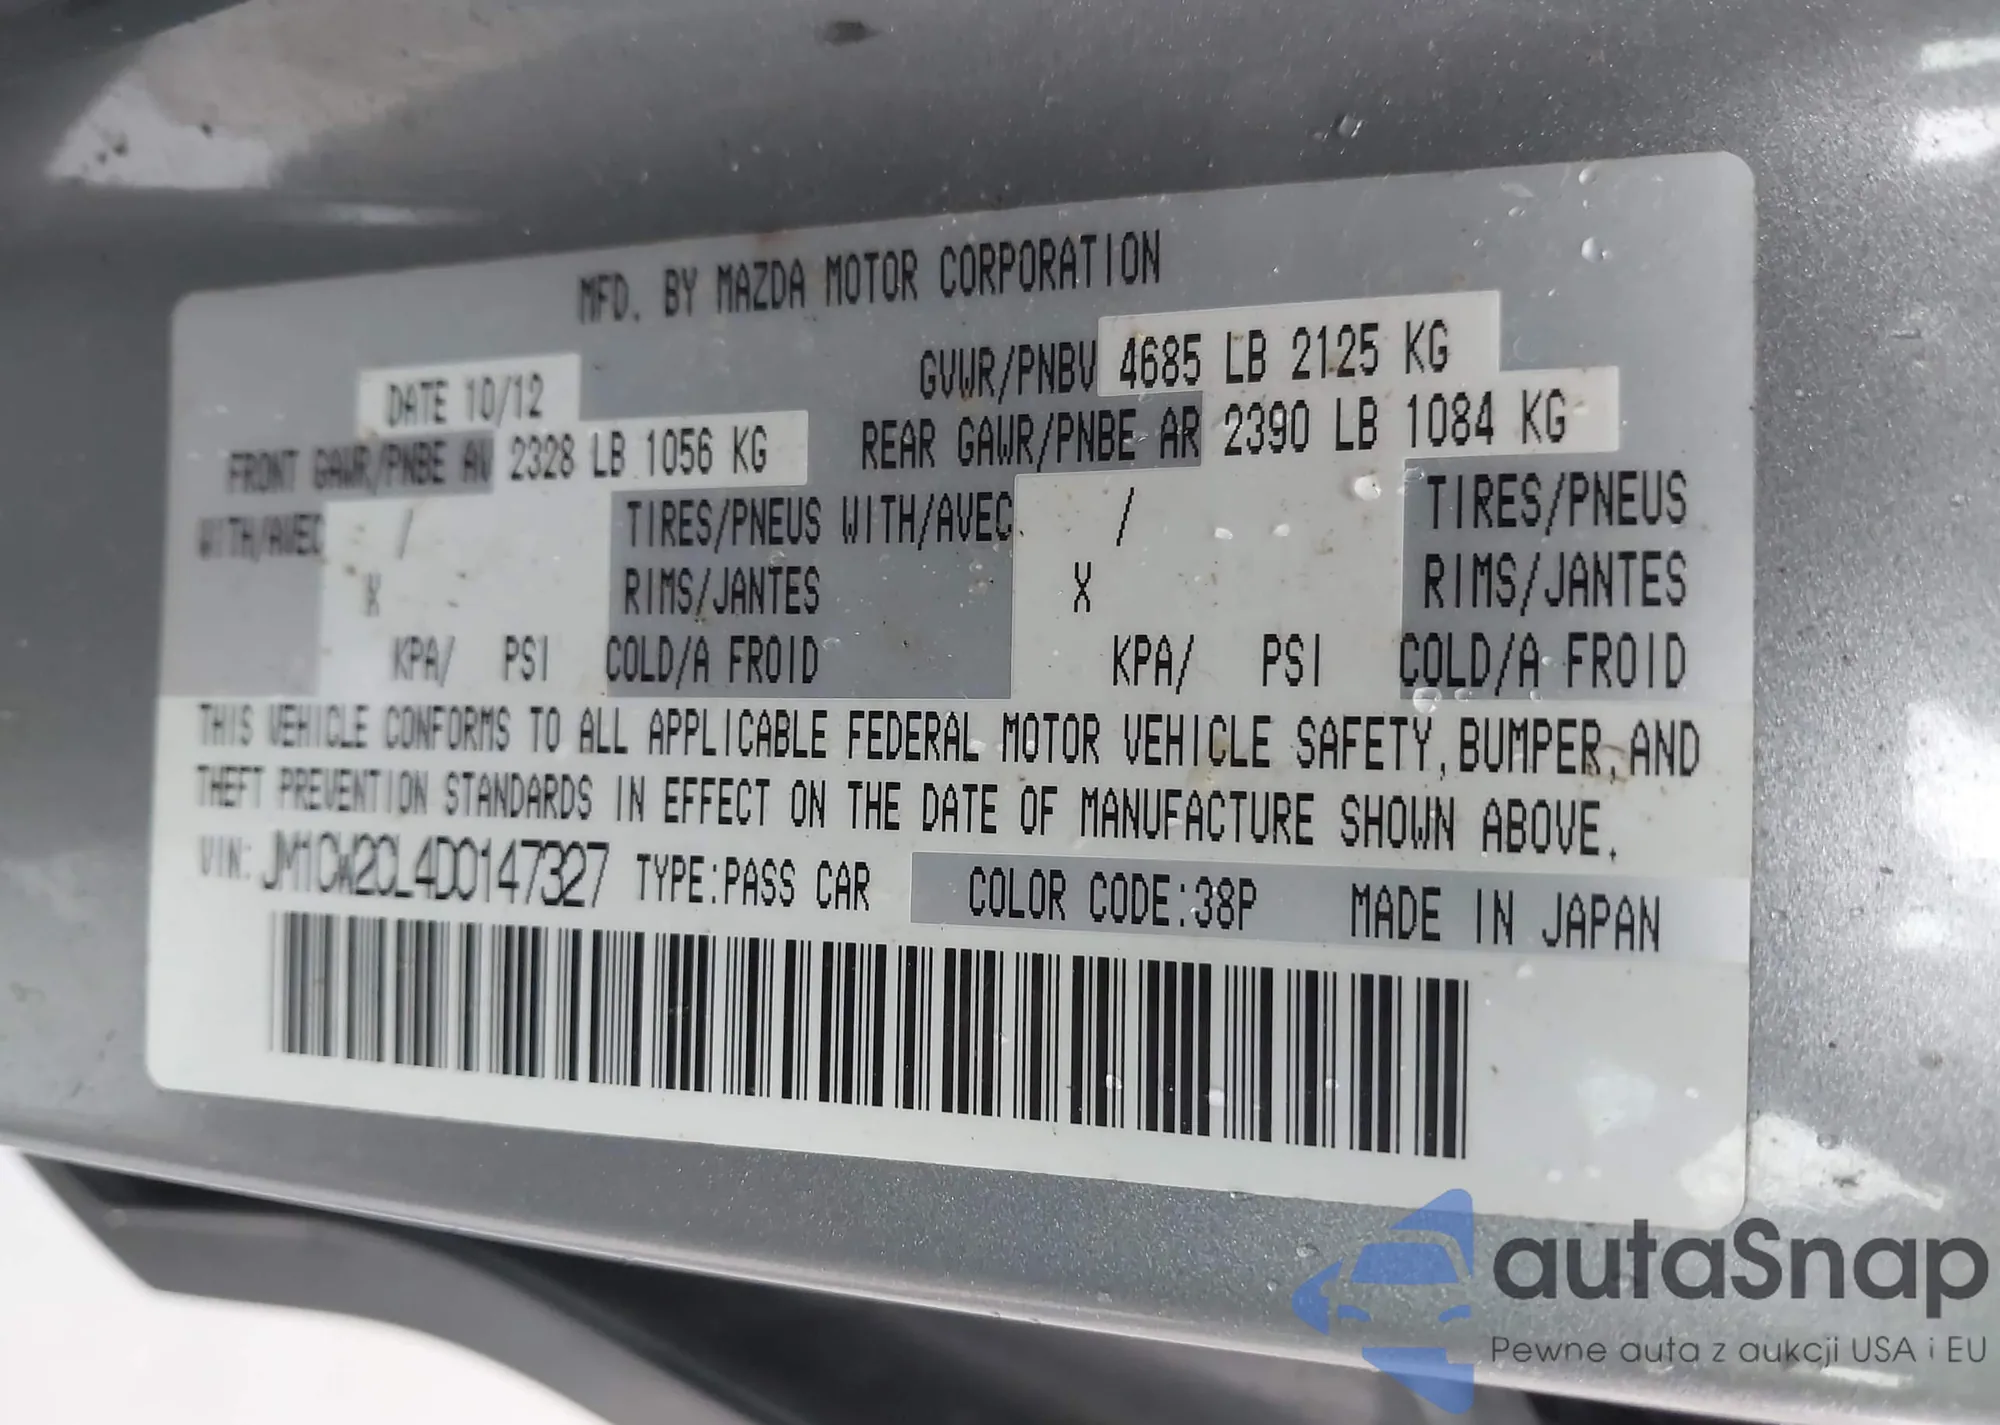 MFD. BY MAZDA MOTOR CORPORATION
DATE 10/12 GVWR/PNBV 4685 LB 2125 KG
FRONT GAWR/PNBE AV 2328 LB 1056 KG REAR GAWR/PNBE AR 2390 LB 1084 KG
WITH/AVEC / TIRES/PNEUS WITH/AVEC / TIRES/PNEUS
X RIMS/JANTES X RIMS/JANTES
KPA/ PSI COLD/A FROID KPA/ PSI COLD/A FROID
THIS VEHICLE CONFORMS TO ALL APPLICABLE FEDERAL MOTOR VEHICLE SAFETY, BUMPER, AND
THEFT PREVENTION STANDARDS IN EFFECT ON THE DATE OF MANUFACTURE SHOWN ABOVE.
VIN: JM1CW2CL4D0147327 TYPE:PASS CAR COLOR CODE:38P MADE IN JAPAN
autaSnap
Pewne auta z aukcji USA i EU